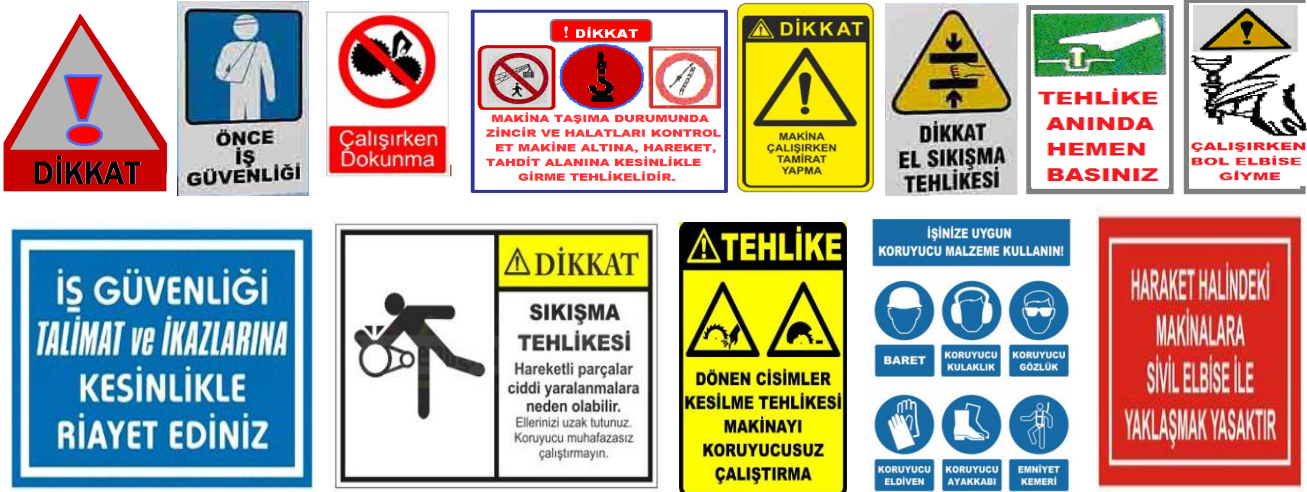 DİKKAT
ÖNCE
İŞ
GÜVENLİĞİ
Çalışırken
Dokunma
! DİKKAT
MAKİNA TAŞIMA DURUMUNDA
ZİNCİR VE HALATLARI KONTROL
ET MAKİNE ALTINA, HAREKET,
TAHDİT ALANINA KESİNLİKLE
GİRME TEHLİKELİDİR.
DİKKAT
MAKİNA
ÇALIŞIRKEN
TAMİRAT
YAPMA
DİKKAT
EL SIKIŞMA
TEHLİKESİ
TEHLİKE
ANINDA
HEMEN
BASINIZ
ÇALIŞIRKEN
BOL ELBİSE
GİYME
İŞ GÜVENLİĞİ
TALİMAT ve İKAZLARINA
KESİNLİKLE
RİAYET EDİNİZ
DİKKAT
SIKIŞMA
TEHLİKESİ
Hareketli parçalar
ciddi yaralanmalara
neden olabilir.
Ellerinizi uzak tutunuz.
Koruyucu muhafazasız
çalıştırmayın.
TEHLİKE
DÖNEN CİSİMLER
KESİLME TEHLİKESİ
MAKİNAYI
KORUYUCUSUZ
ÇALIŞTIRMA
İŞİNİZE UYGUN
KORUYUCU MALZEME KULLANIN!
BARET
KORUYUCU
KULAKLIK
KORUYUCU
GÖZLÜK
KORUYUCU
ELDİVEN
KORUYUCU
AYAKKABI
EMNİYET
KEMERİ
HARAKET HALİNDEKİ
MAKİNALARA
SİVİL ELBİSE İLE
YAKLAŞMAK YASAKTIR